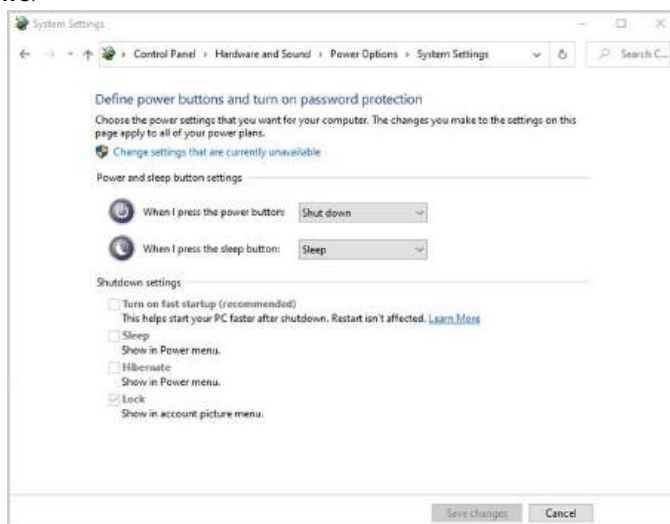 System Settings
Control Panel › Hardware and Sound › Power Options › System Settings
Search C...
Define power buttons and turn on password protection
Choose the power settings that you want for your computer. The changes you make to the settings on this
page apply to all of your power plans.
Change settings that are currently unavailable
Power and sleep button settings
When I press the power button: Shut down
When I press the sleep button: Sleep
Shutdown settings
Turn on fast startup (recommended)
This helps start your PC faster after shutdown. Restart isn't affected. Learn More
Sleep
Show in Power menu.
Hibernate
Show in Power menu.
Lock
Show in account picture menu.
Save changes Cancel